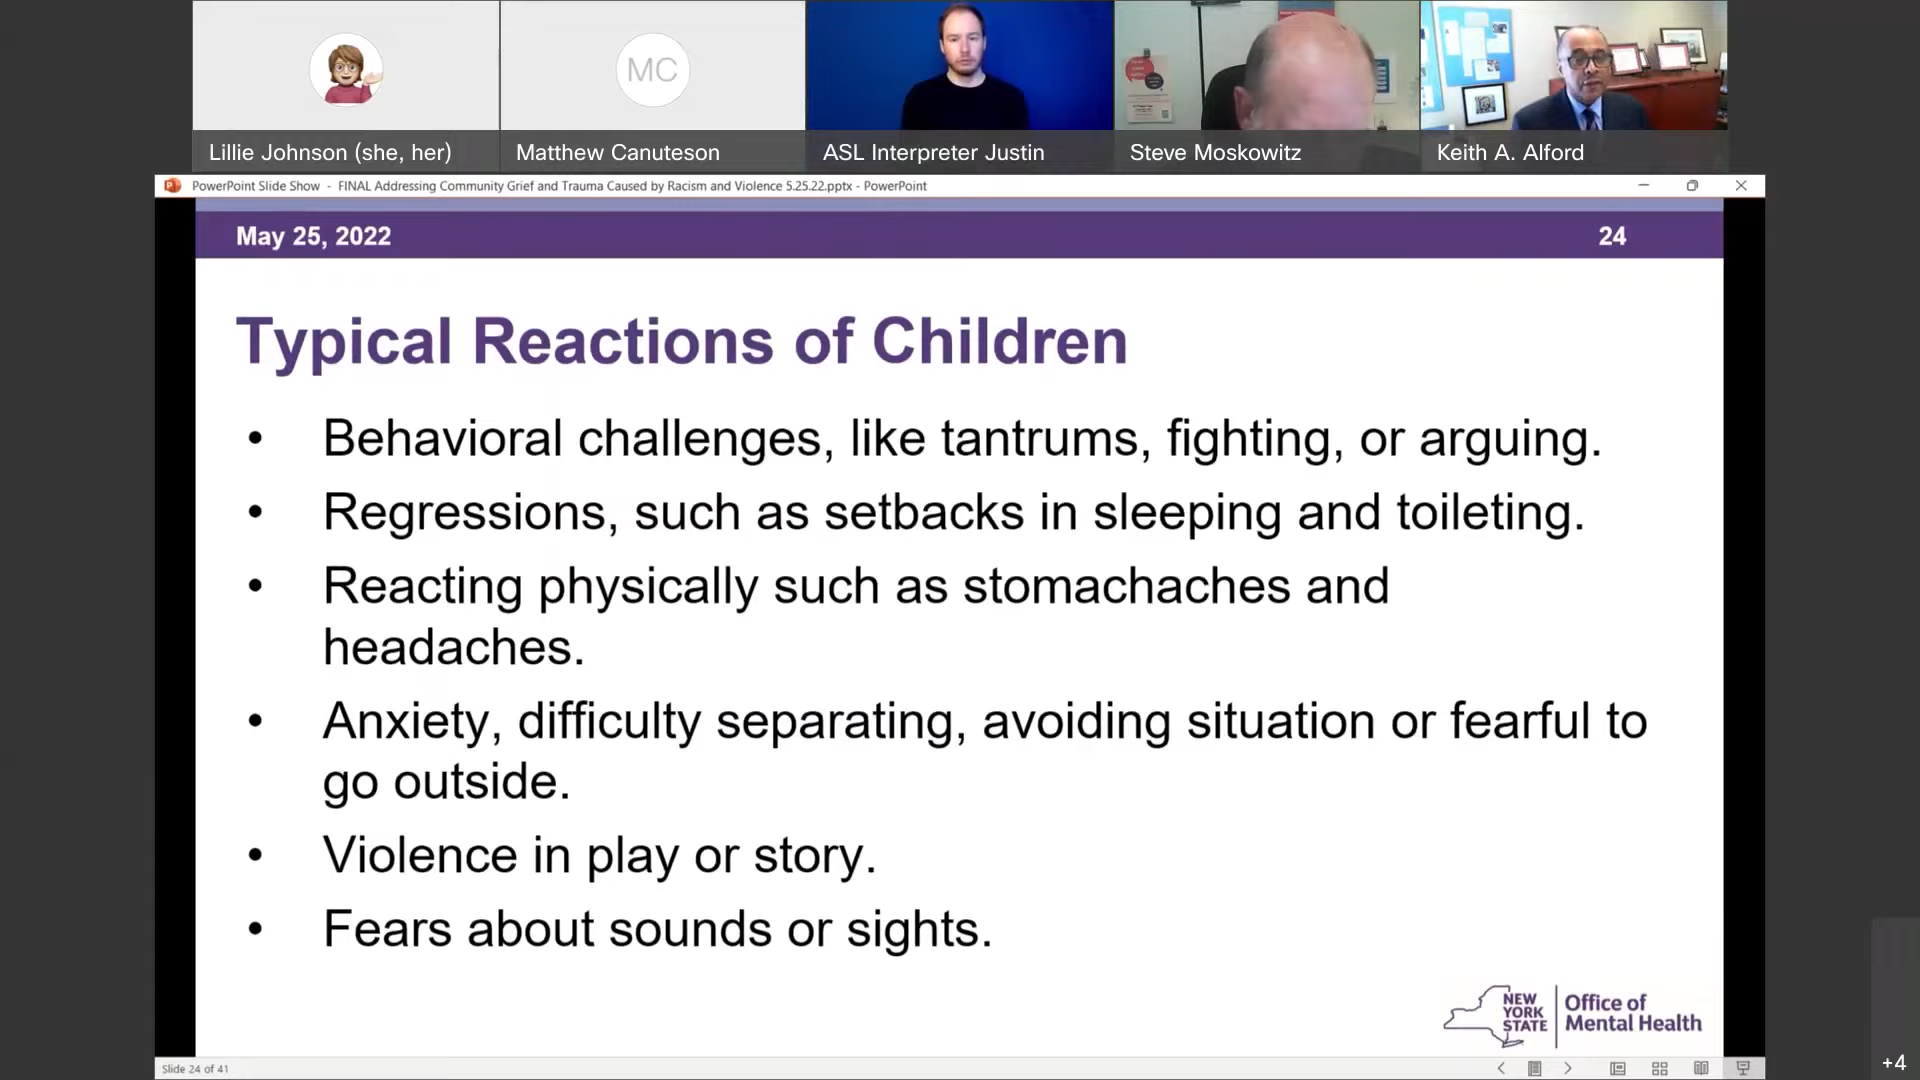 MC
Lillie Johnson (she, her)
Matthew Canuteson
ASL Interpreter Justin
Steve Moskowitz
Keith A. Alford
PowerPoint Slide Show - FINAL Addressing Community Grief and Trauma Caused by Racism and Violence 5.25.22.pptx - PowerPoint
May 25, 2022
24
Typical Reactions of Children
• Behavioral challenges, like tantrums, fighting, or arguing.
• Regressions, such as setbacks in sleeping and toileting.
• Reacting physically such as stomachaches and
headaches.
• Anxiety, difficulty separating, avoiding situation or fearful to
go outside.
• Violence in play or story.
• Fears about sounds or sights.
NEW
YORK
STATE
Office of
Mental Health
Slide 24 of 41
+4